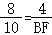 8/10 = 4/BF